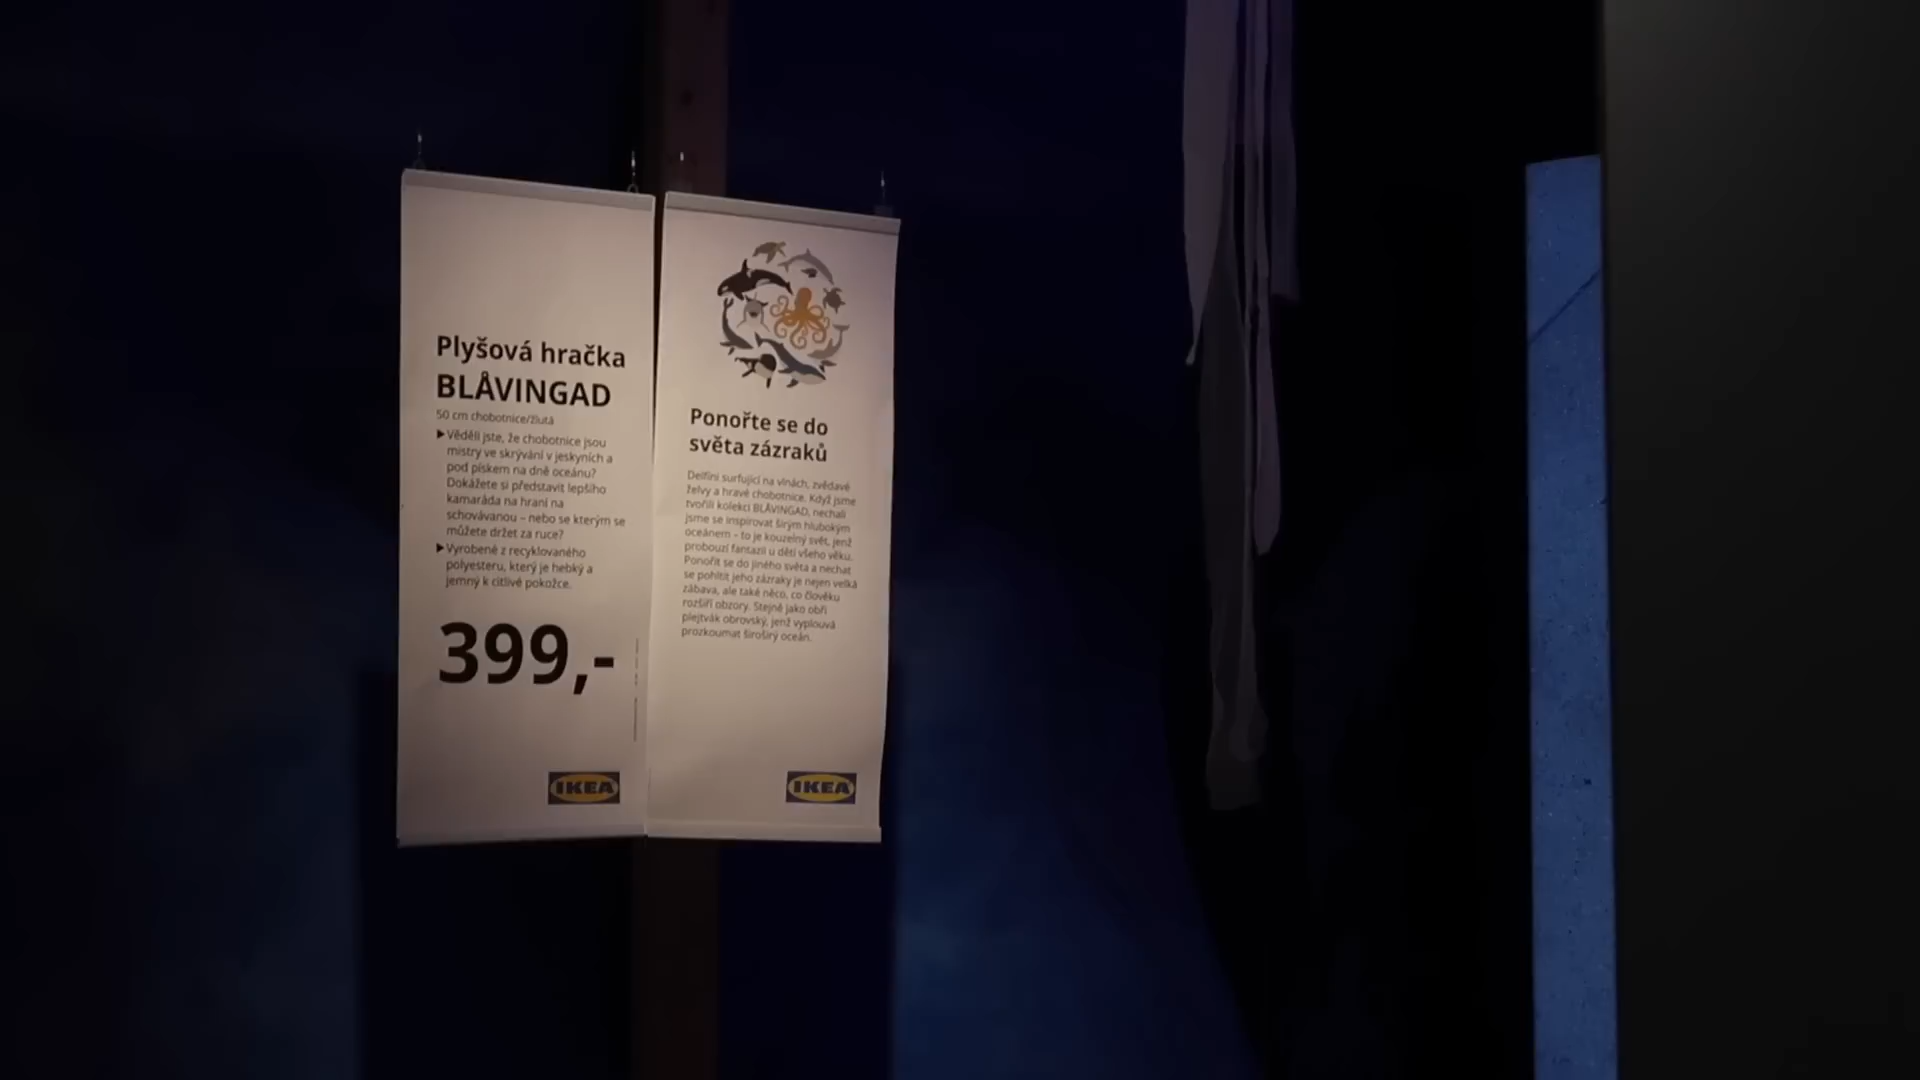 Plyšová hračka
BLÅVINGAD
50 cm chobotnice/žlutá
▶ Věděli jste, že chobotnice jsou
mistry ve skrývání v jeskyních a
pod pískem na dně oceánu?
Dokážete si představit lepšího
kamaráda na hraní na
schovávanou – nebo se kterým se
můžete držet za ruce?
▶ Vyrobené z recyklovaného
polyesteru, který je hebký a
jemný k citlivé pokožce.
399,-
IKEA
Ponořte se do
světa zázraků
Delfíni surfující na vlnách, zvědavé
želvy a hravé chobotnice. Když jsme
tvořili kolekci BLÅVINGAD, nechali
jsme se inspirovat širým hlubokým
oceánem – to je kouzelný svět, jenž
probouzí fantazii u dětí všeho věku.
Ponořit se do jiného světa a nechat
se pohltit jeho zázraky je nejen velká
zábava, ale také něco, co člověku
rozšíří obzory. Stejně jako obří
plejtvák obrovský, jenž vyplouvá
prozkoumat široširý oceán.
IKEA